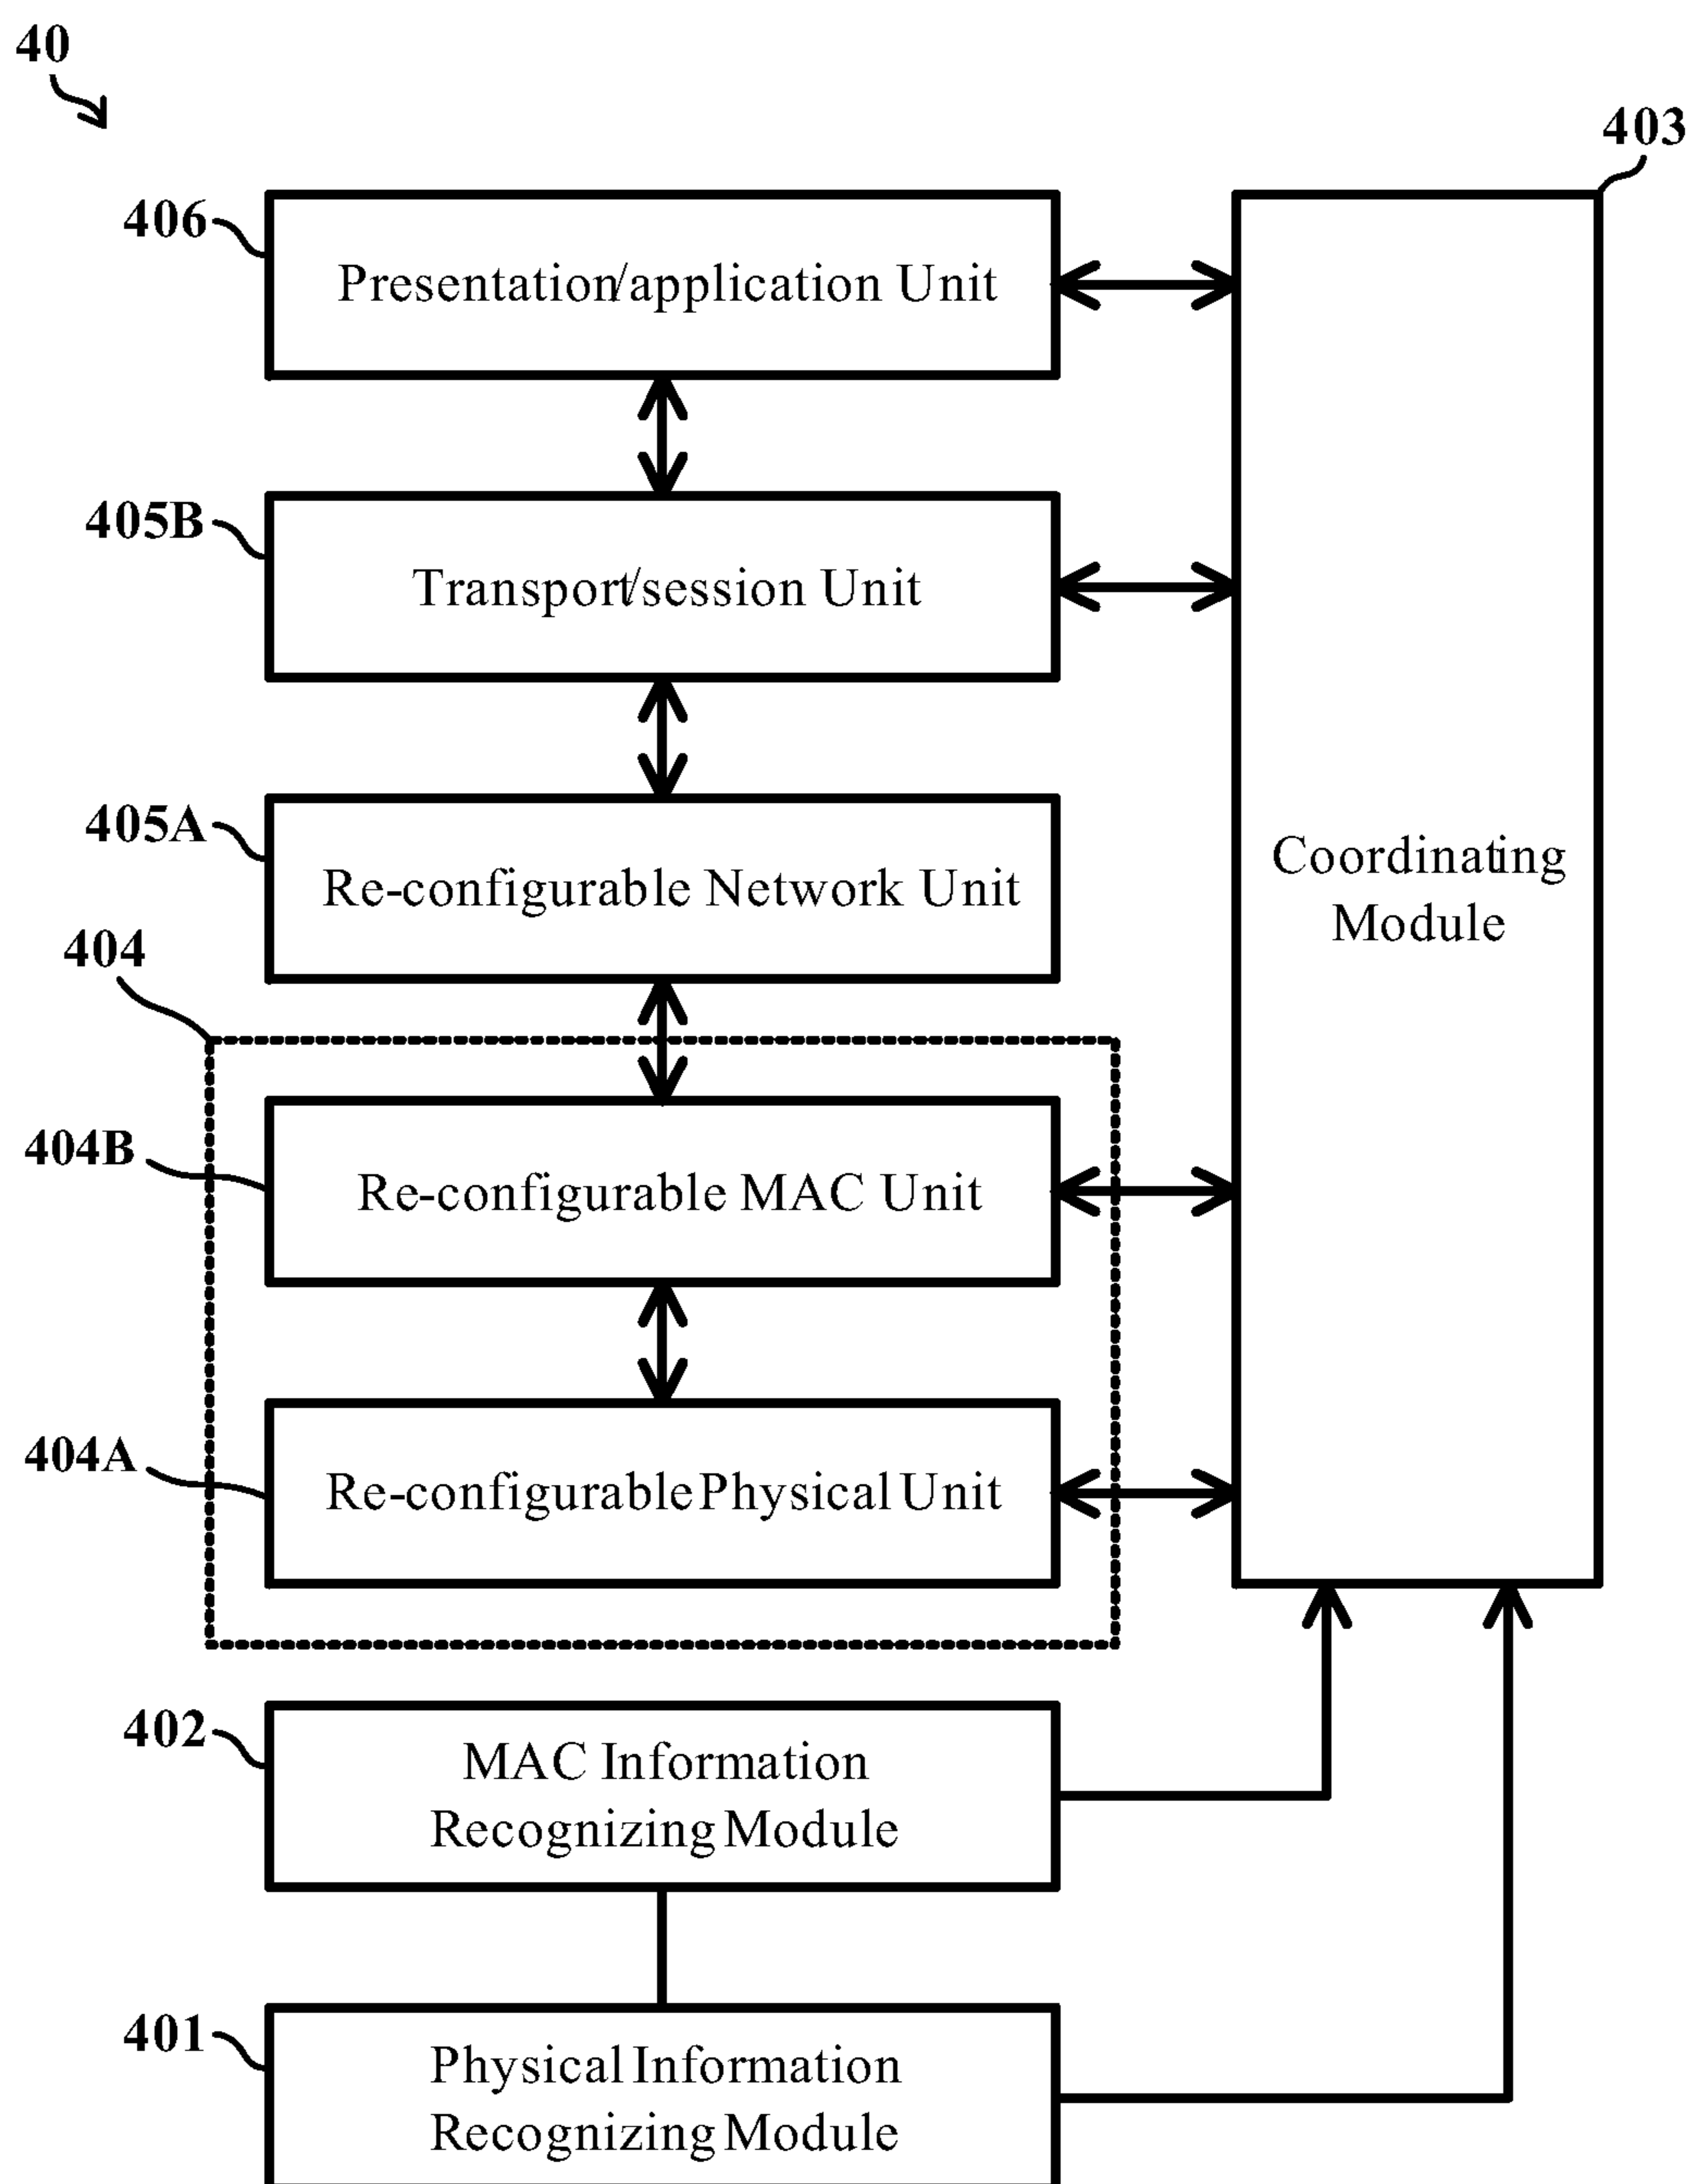 40
403
406
Presentation/application Unit
405B
Transport/session Unit
405A
Re-configurable Network Unit
Coordinating
Module
404
404B
Re-configurable MAC Unit
404A
Re-configurable Physical Unit
402
MAC Information
Recognizing Module
401
Physical Information
Recognizing Module